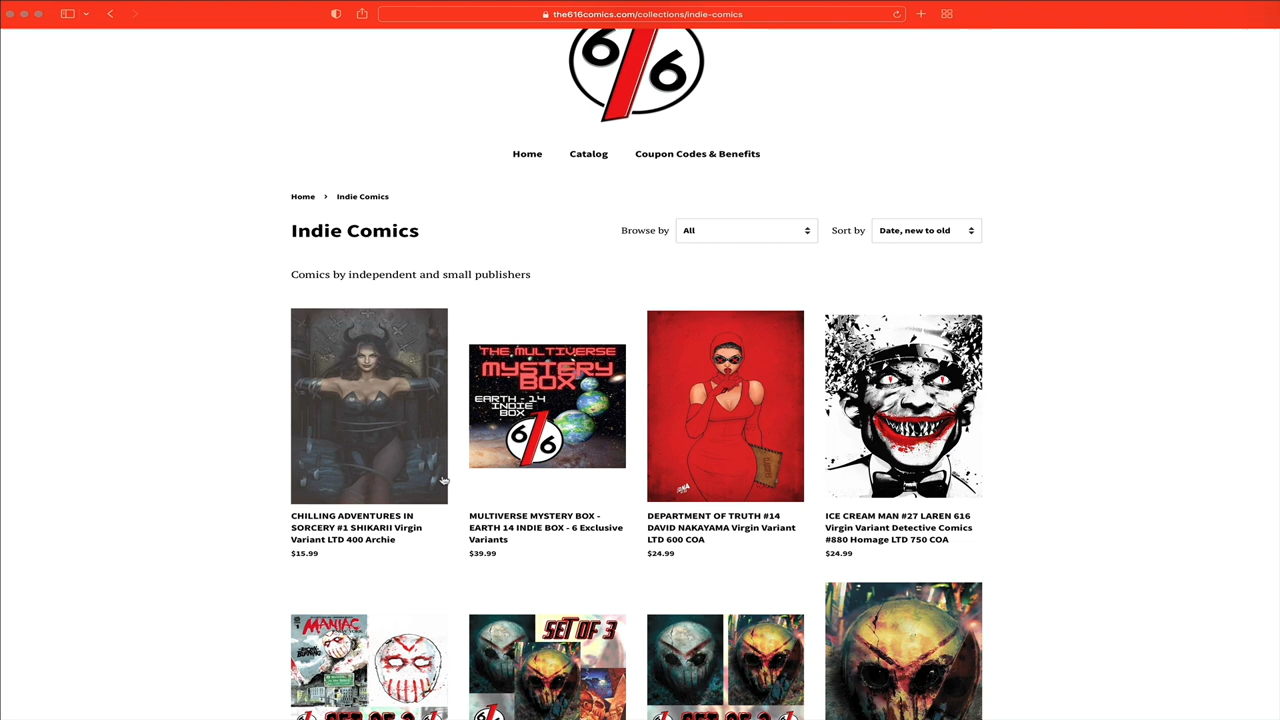 the616comics.com/collections/indie-comics
616
Home Catalog Coupon Codes & Benefits
Home › Indie Comics
Indie Comics
Browse by All Sort by Date, new to old
Comics by independent and small publishers
THE MULTIVERSE
MYSTERY
BOX
EARTH - 14
INDIE
BOX
616
DNA
CHILLING ADVENTURES IN
SORCERY #1 SHIKARII Virgin
Variant LTD 400 Archie
$15.99
MULTIVERSE MYSTERY BOX -
EARTH 14 INDIE BOX - 6 Exclusive
Variants
$39.99
DEPARTMENT OF TRUTH #14
DAVID NAKAYAMA Virgin Variant
LTD 600 COA
$24.99
ICE CREAM MAN #27 LAREN 616
Virgin Variant Detective Comics
#880 Homage LTD 750 COA
$24.99
MANIAC
SET OF 3